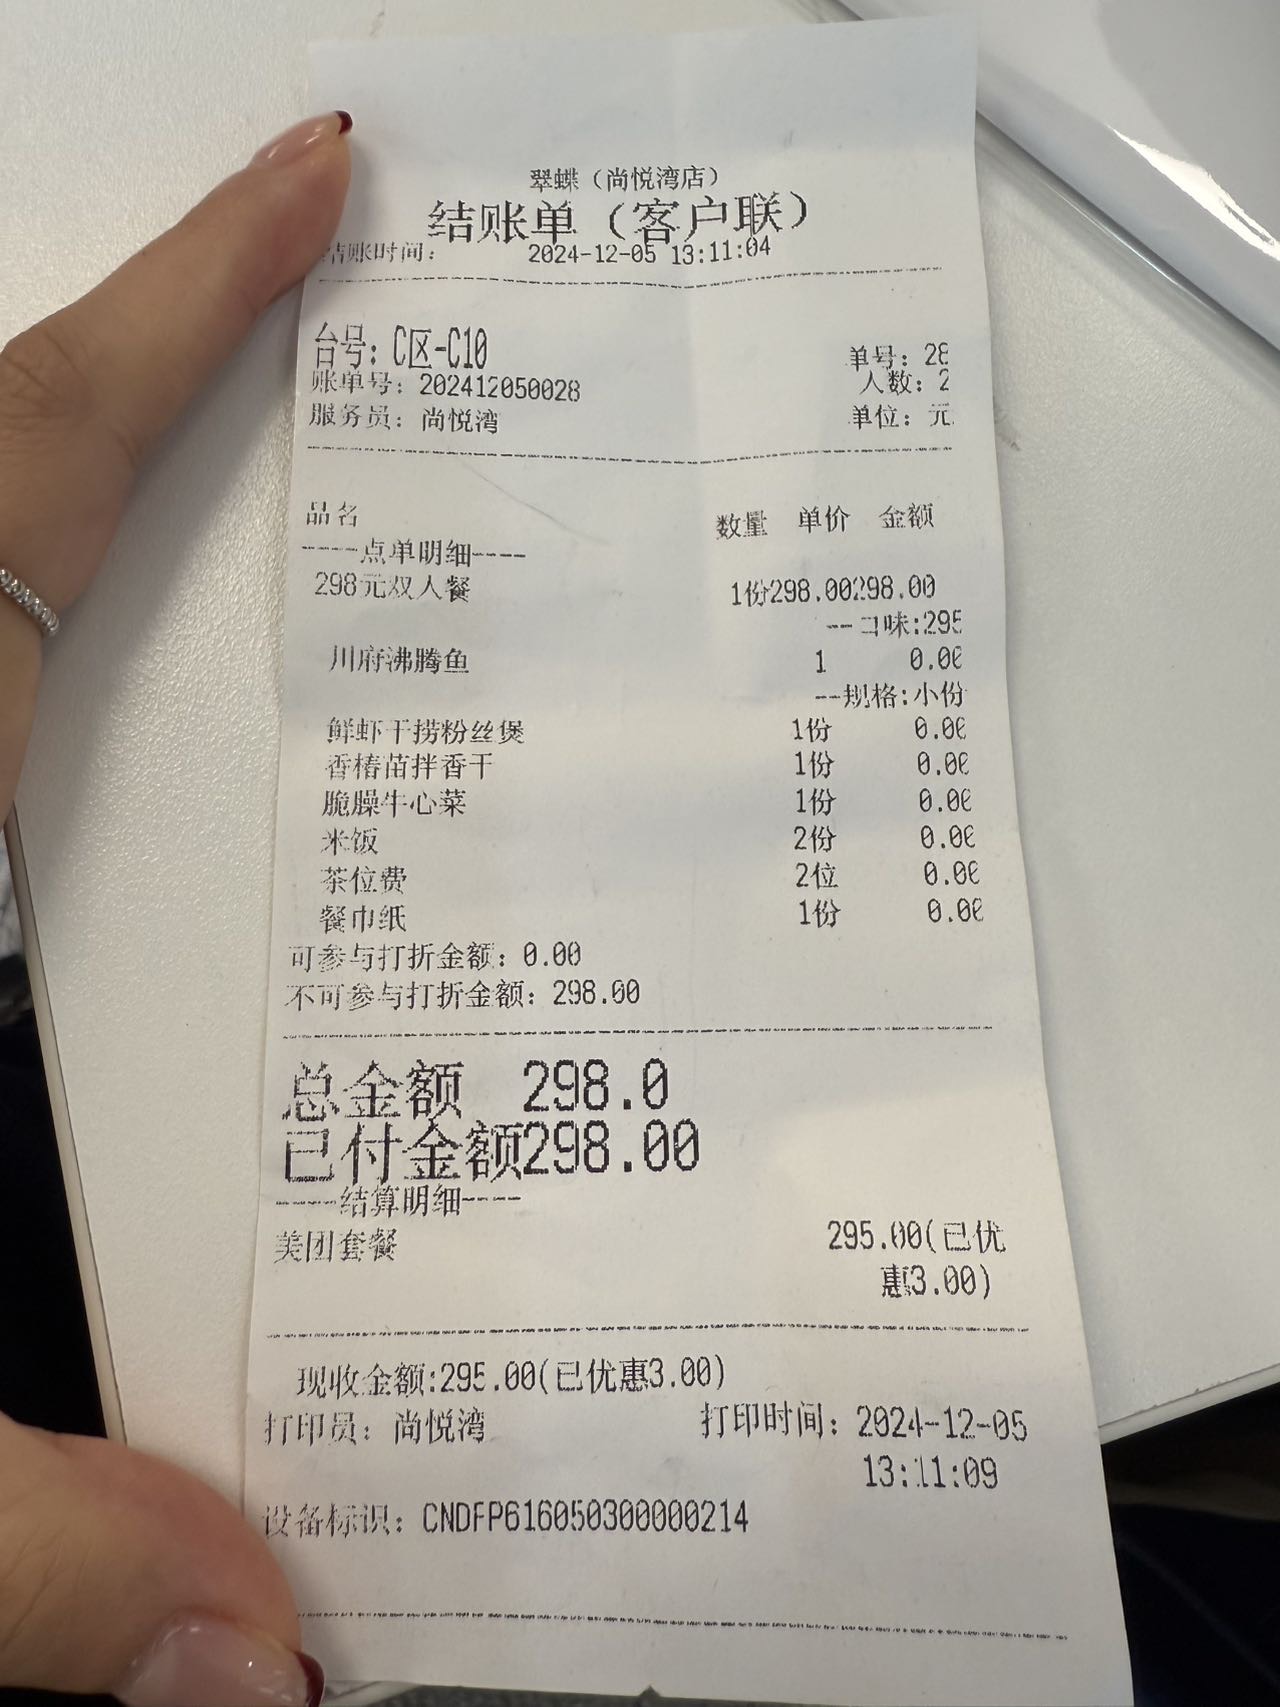 翠蝶（尚悦湾店）
结账单（客户联）
结账时间： 2024-12-05 13:11:04
台号：C区-C10
单号：28
账单号：202412050028 人数：2
服务员：尚悦湾 单位：元
品名 数量 单价 金额
----点单明细----
298元双人餐 1份298.00298.00
--口味:295
川府沸腾鱼 1 0.00
--规格:小份
鲜虾干捞粉丝煲 1份 0.00
香椿苗拌香干 1份 0.00
脆臊牛心菜 1份 0.00
米饭 2份 0.00
茶位费 2位 0.00
餐巾纸 1份 0.00
可参与打折金额：0.00
不可参与打折金额：298.00
总金额 298.0
已付金额298.00
----结算明细----
美团套餐 295.00(已优
惠3.00)
现收金额:295.00(已优惠3.00)
打印员：尚悦湾 打印时间：2024-12-05
13:11:09
设备标识：CNDFP616050300000214